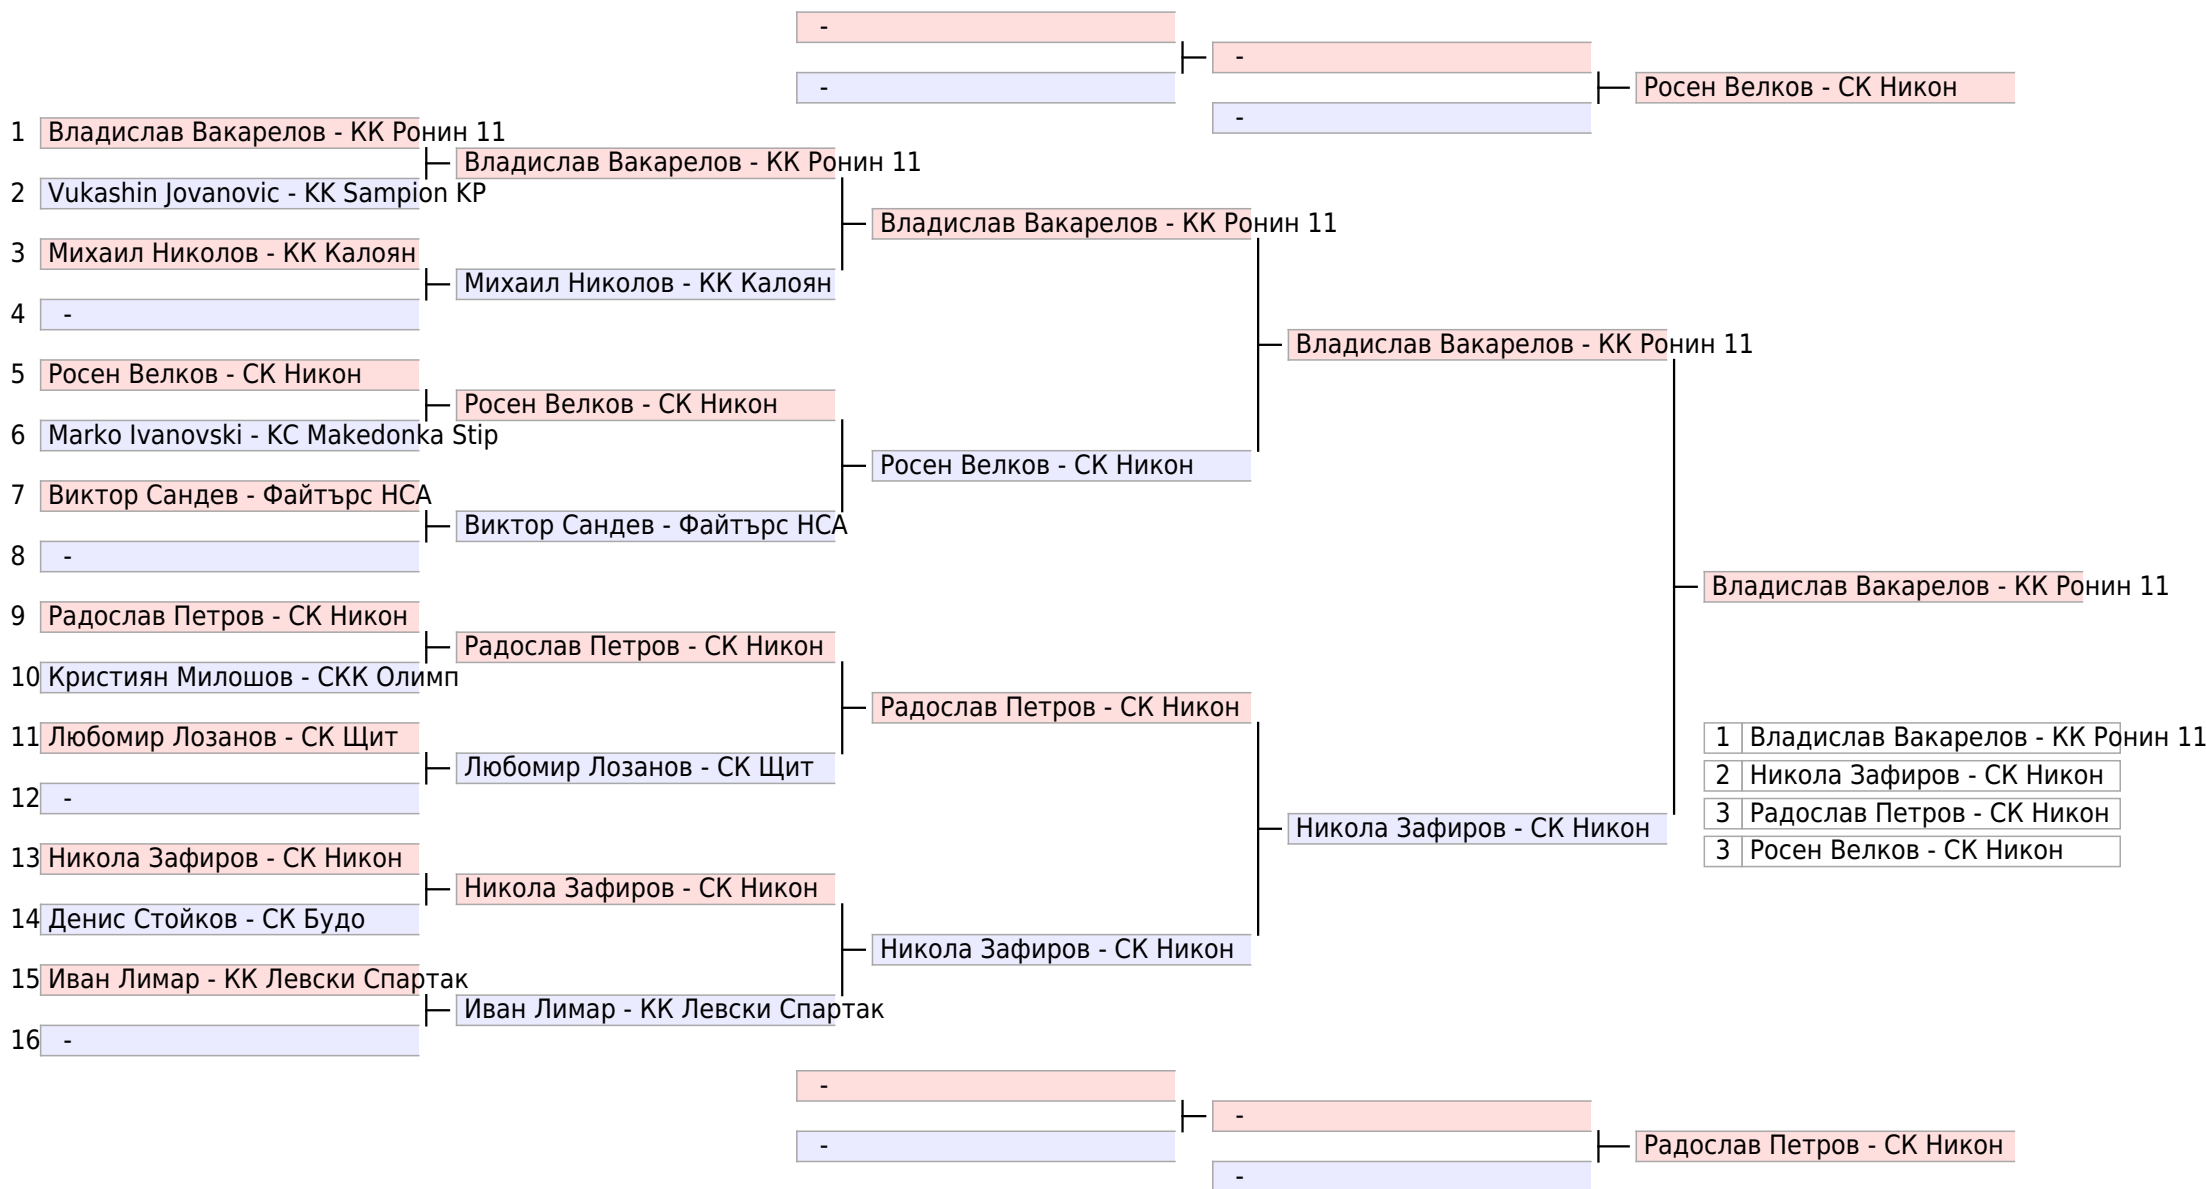 -
-
-
-
Росен Велков - СК Никон
1 Владислав Вакарелов - КК Ронин 11
2 Vukashin Jovanovic - KK Sampion KP
3 Михаил Николов - КК Калоян
4 -
5 Росен Велков - СК Никон
6 Marko Ivanovski - KC Makedonka Stip
7 Виктор Сандев - Файтърс НСА
8 -
9 Радослав Петров - СК Никон
10 Кристиян Милошов - СКК Олимп
11 Любомир Лозанов - СК Щит
12 -
13 Никола Зафиров - СК Никон
14 Денис Стойков - СК Будо
15 Иван Лимар - КК Левски Спартак
16 -
Владислав Вакарелов - КК Ронин 11
Михаил Николов - КК Калоян
Росен Велков - СК Никон
Виктор Сандев - Файтърс НСА
Радослав Петров - СК Никон
Любомир Лозанов - СК Щит
Никола Зафиров - СК Никон
Иван Лимар - КК Левски Спартак
Владислав Вакарелов - КК Ронин 11
Росен Велков - СК Никон
Радослав Петров - СК Никон
Никола Зафиров - СК Никон
Владислав Вакарелов - КК Ронин 11
Никола Зафиров - СК Никон
Владислав Вакарелов - КК Ронин 11
1 Владислав Вакарелов - КК Ронин 11
2 Никола Зафиров - СК Никон
3 Радослав Петров - СК Никон
3 Росен Велков - СК Никон
-
-
-
-
Радослав Петров - СК Никон